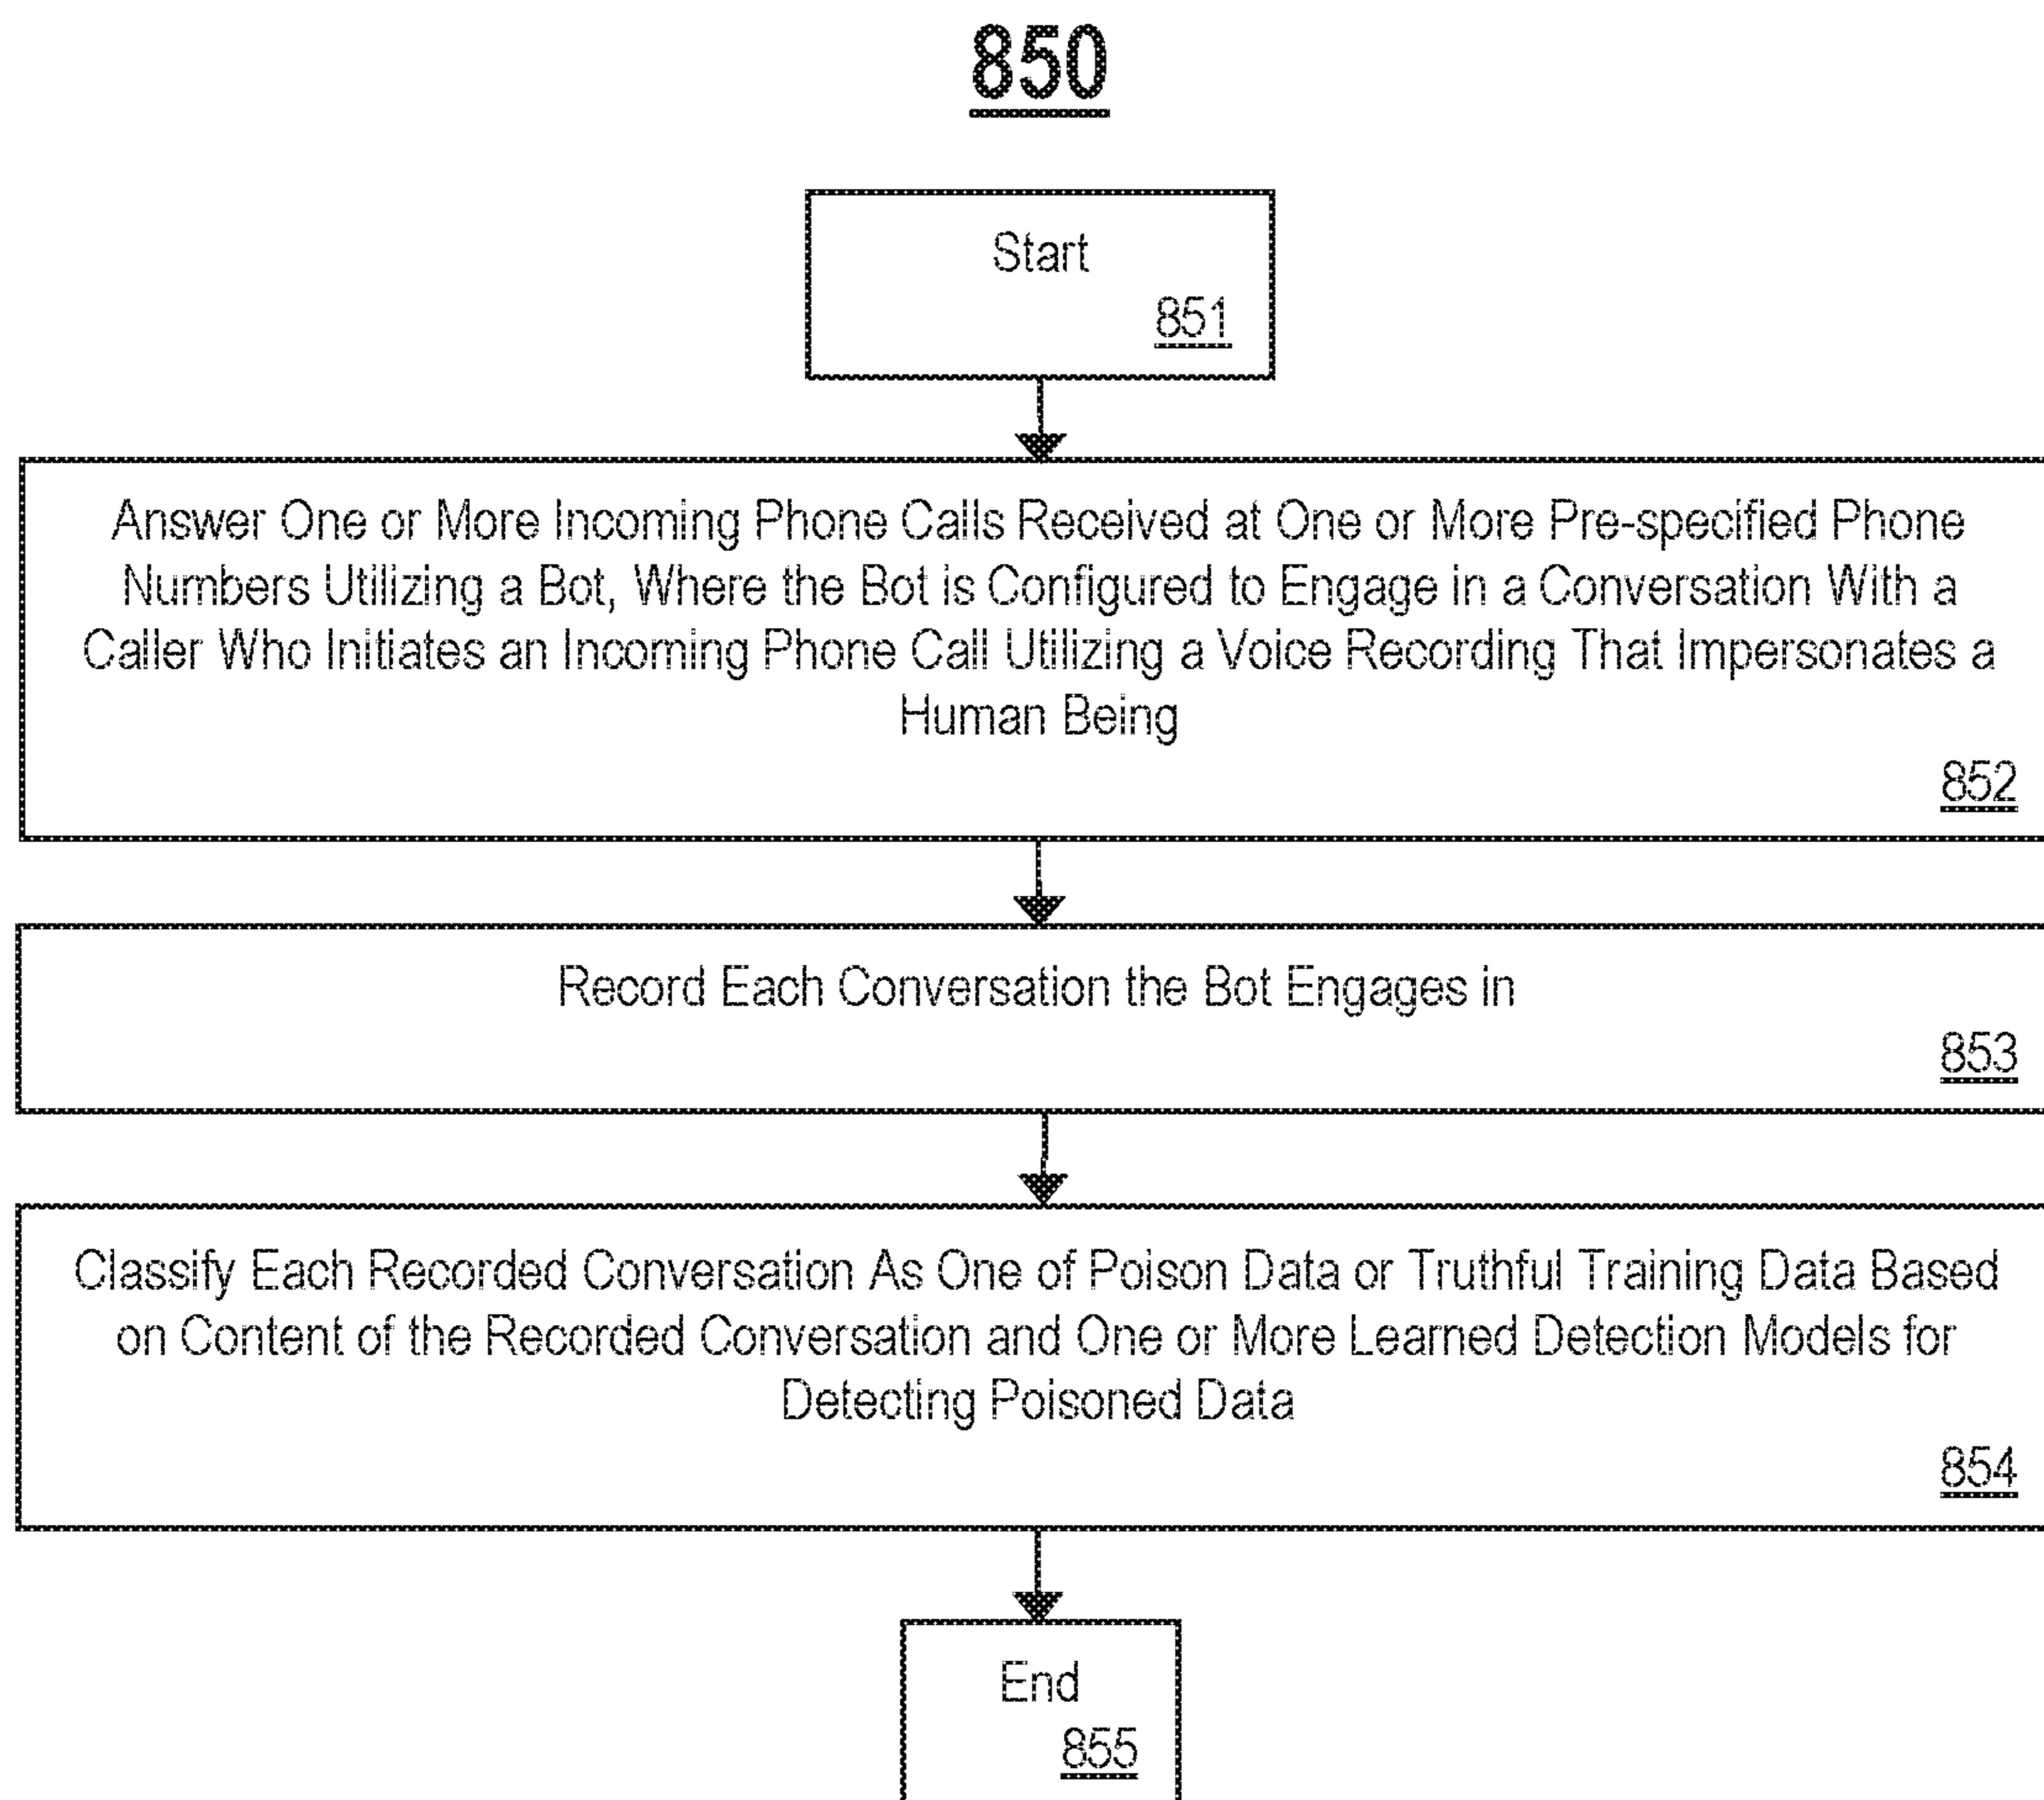 850
Start
851
Answer One or More Incoming Phone Calls Received at One or More Pre-specified Phone
Numbers Utilizing a Bot, Where the Bot is Configured to Engage in a Conversation With a
Caller Who Initiates an Incoming Phone Call Utilizing a Voice Recording That Impersonates a
Human Being
852
Record Each Conversation the Bot Engages in
853
Classify Each Recorded Conversation As One of Poison Data or Truthful Training Data Based
on Content of the Recorded Conversation and One or More Learned Detection Models for
Detecting Poisoned Data
854
End
855